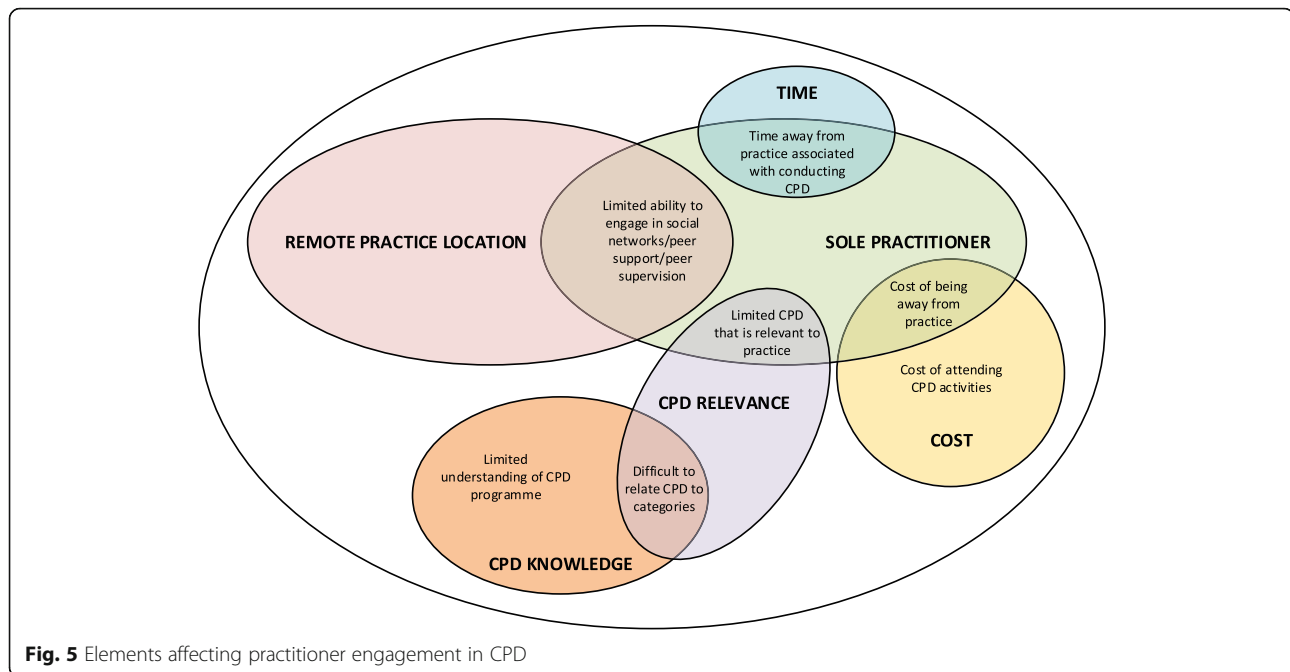 TIME
Time away from
practice associated
with conducting
CPD
REMOTE PRACTICE LOCATION
Limited ability to
engage in social
networks/peer
support/peer
supervision
SOLE PRACTITIONER
Cost of being
away from
practice
Limited CPD
that is relevant to
practice
Cost of attending
CPD activities
CPD RELEVANCE
COST
Limited
understanding of CPD
programme
Difficult to
relate CPD to
categories
CPD KNOWLEDGE
Fig. 5 Elements affecting practitioner engagement in CPD